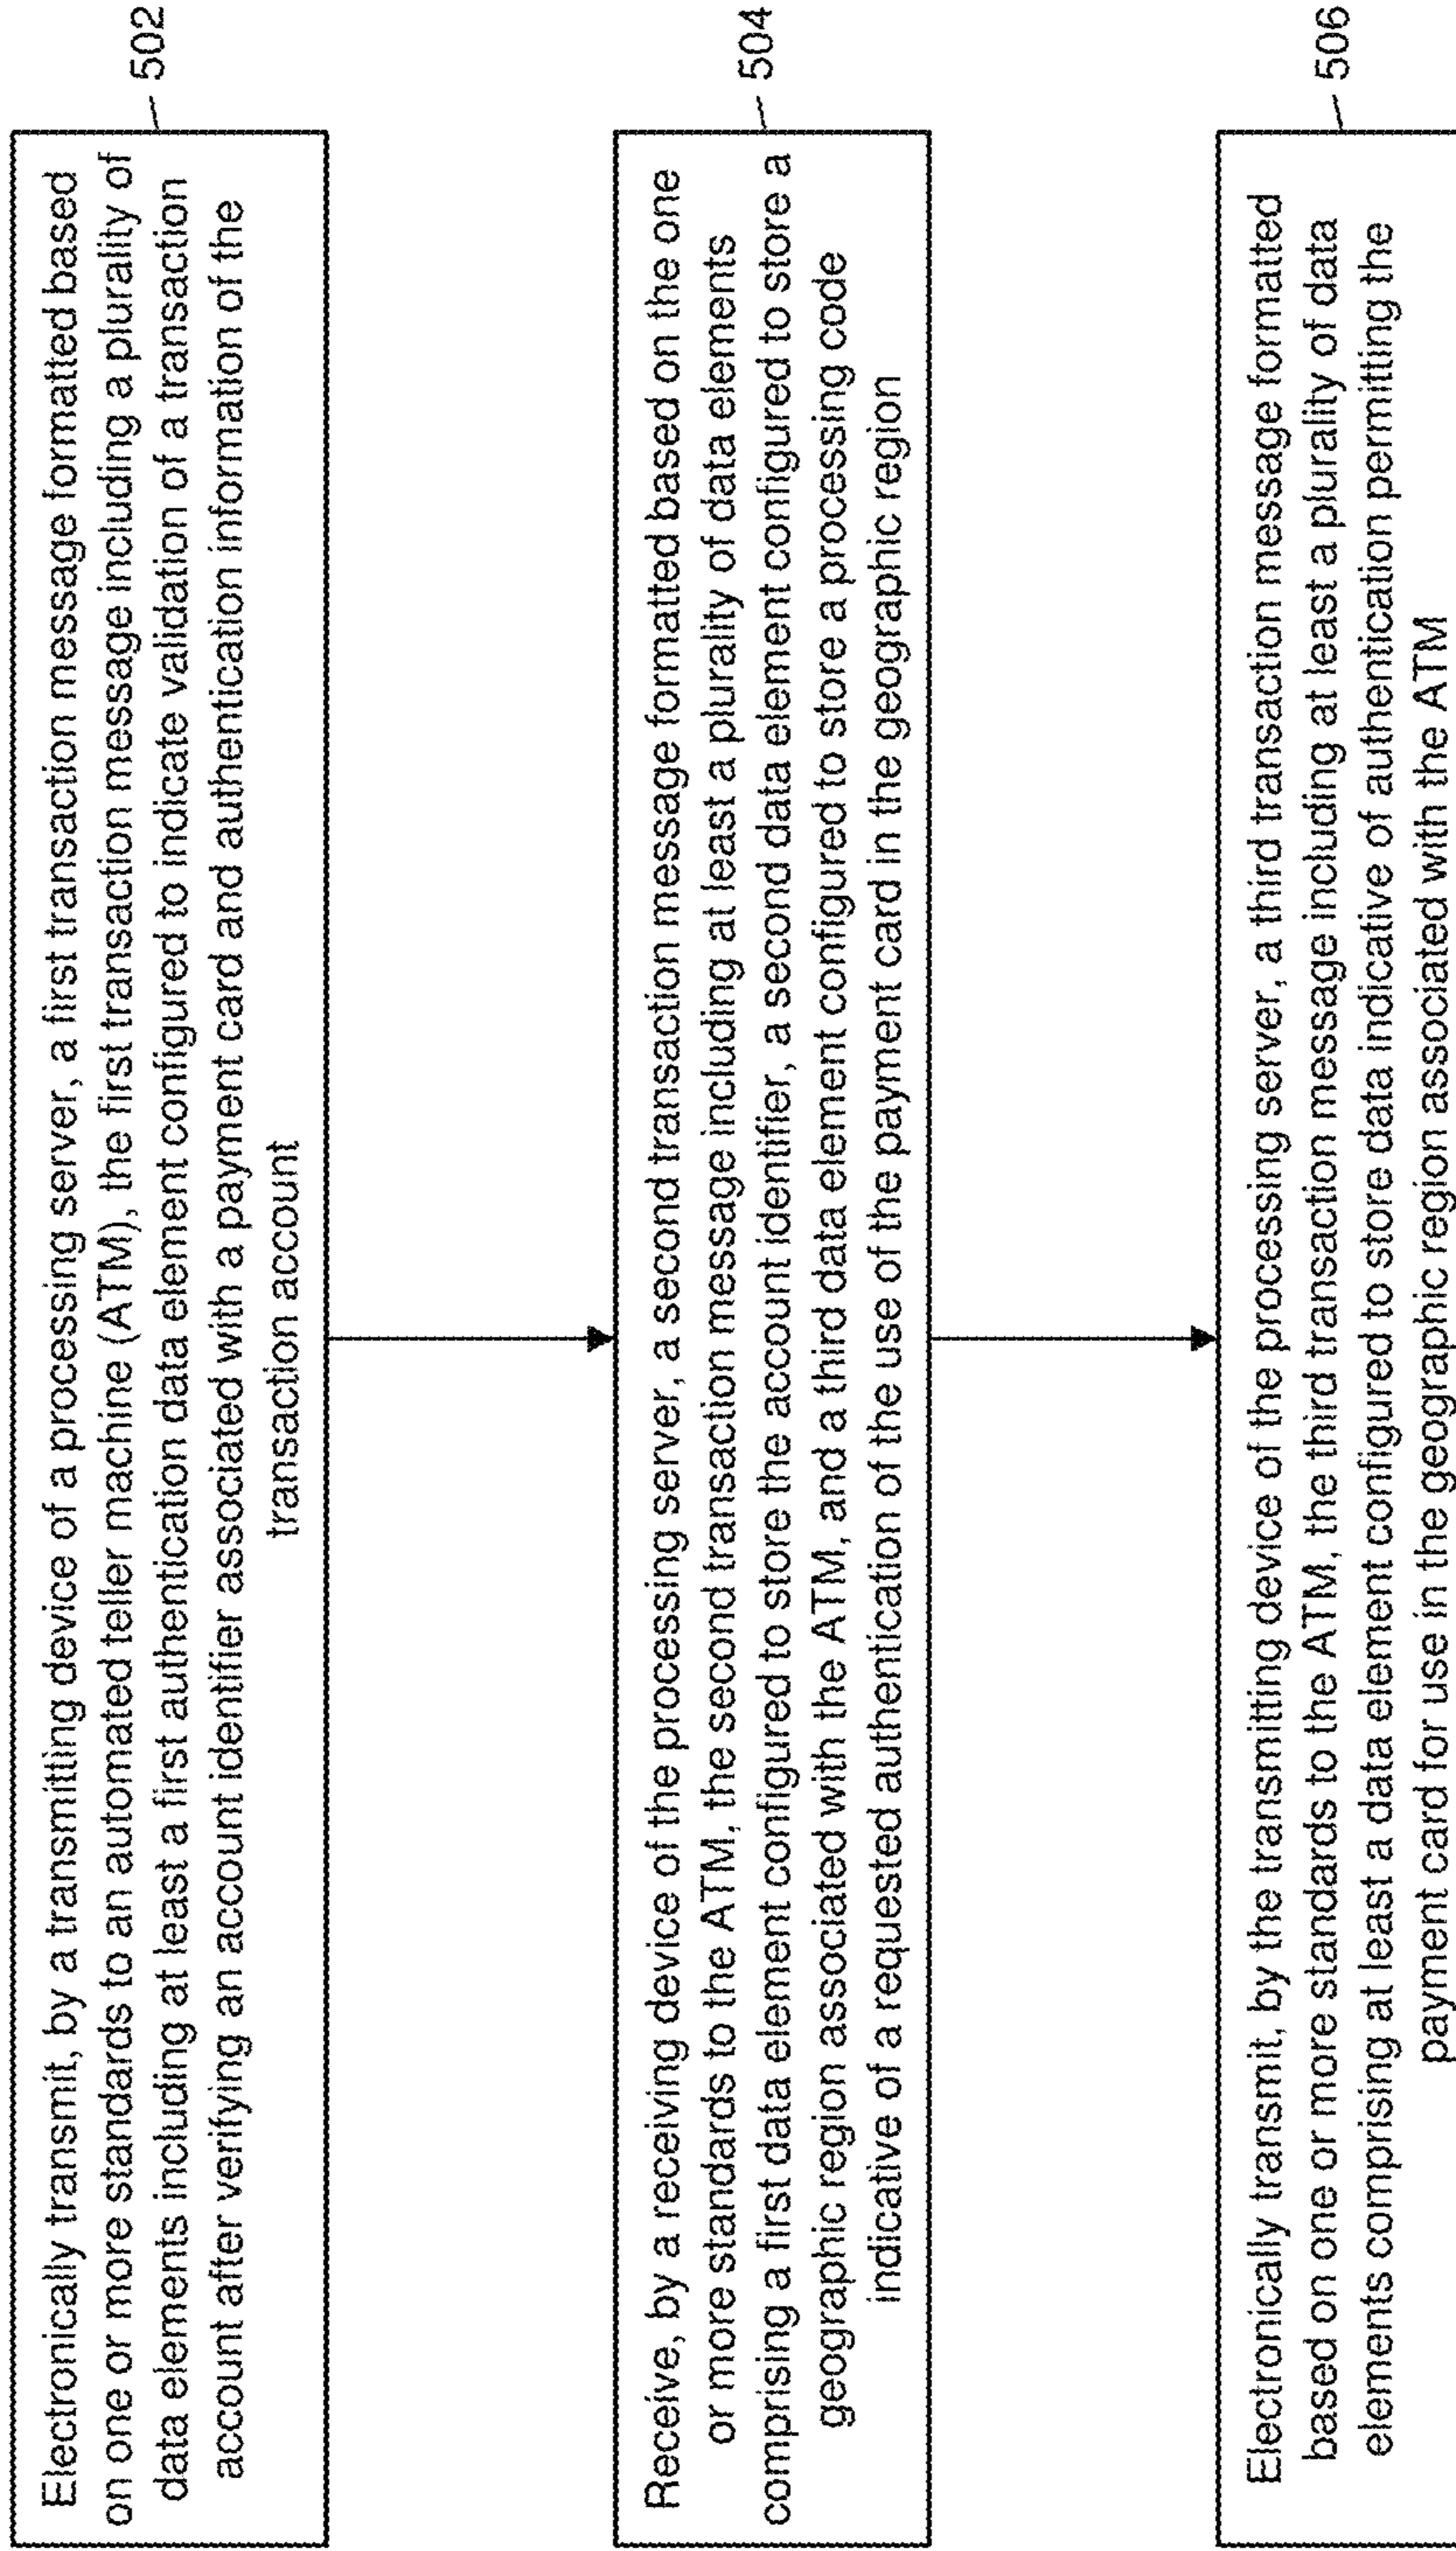 Electronically transmit, by a transmitting device of a processing server, a first transaction message formatted based
on one or more standards to an automated teller machine (ATM), the first transaction message including a plurality of
data elements including at least a first authentication data element configured to indicate validation of a transaction
account after verifying an account identifier associated with a payment card and authentication information of the
transaction account
502
Receive, by a receiving device of the processing server, a second transaction message formatted based on the one
or more standards to the ATM, the second transaction message including at least a plurality of data elements
comprising a first data element configured to store the account identifier, a second data element configured to store a
geographic region associated with the ATM, and a third data element configured to store a processing code
indicative of a requested authentication of the use of the payment card in the geographic region
504
Electronically transmit, by the transmitting device of the processing server, a third transaction message formatted
based on one or more standards to the ATM, the third transaction message including at least a plurality of data
elements comprising at least a data element configured to store data indicative of authentication permitting the
payment card for use in the geographic region associated with the ATM
506